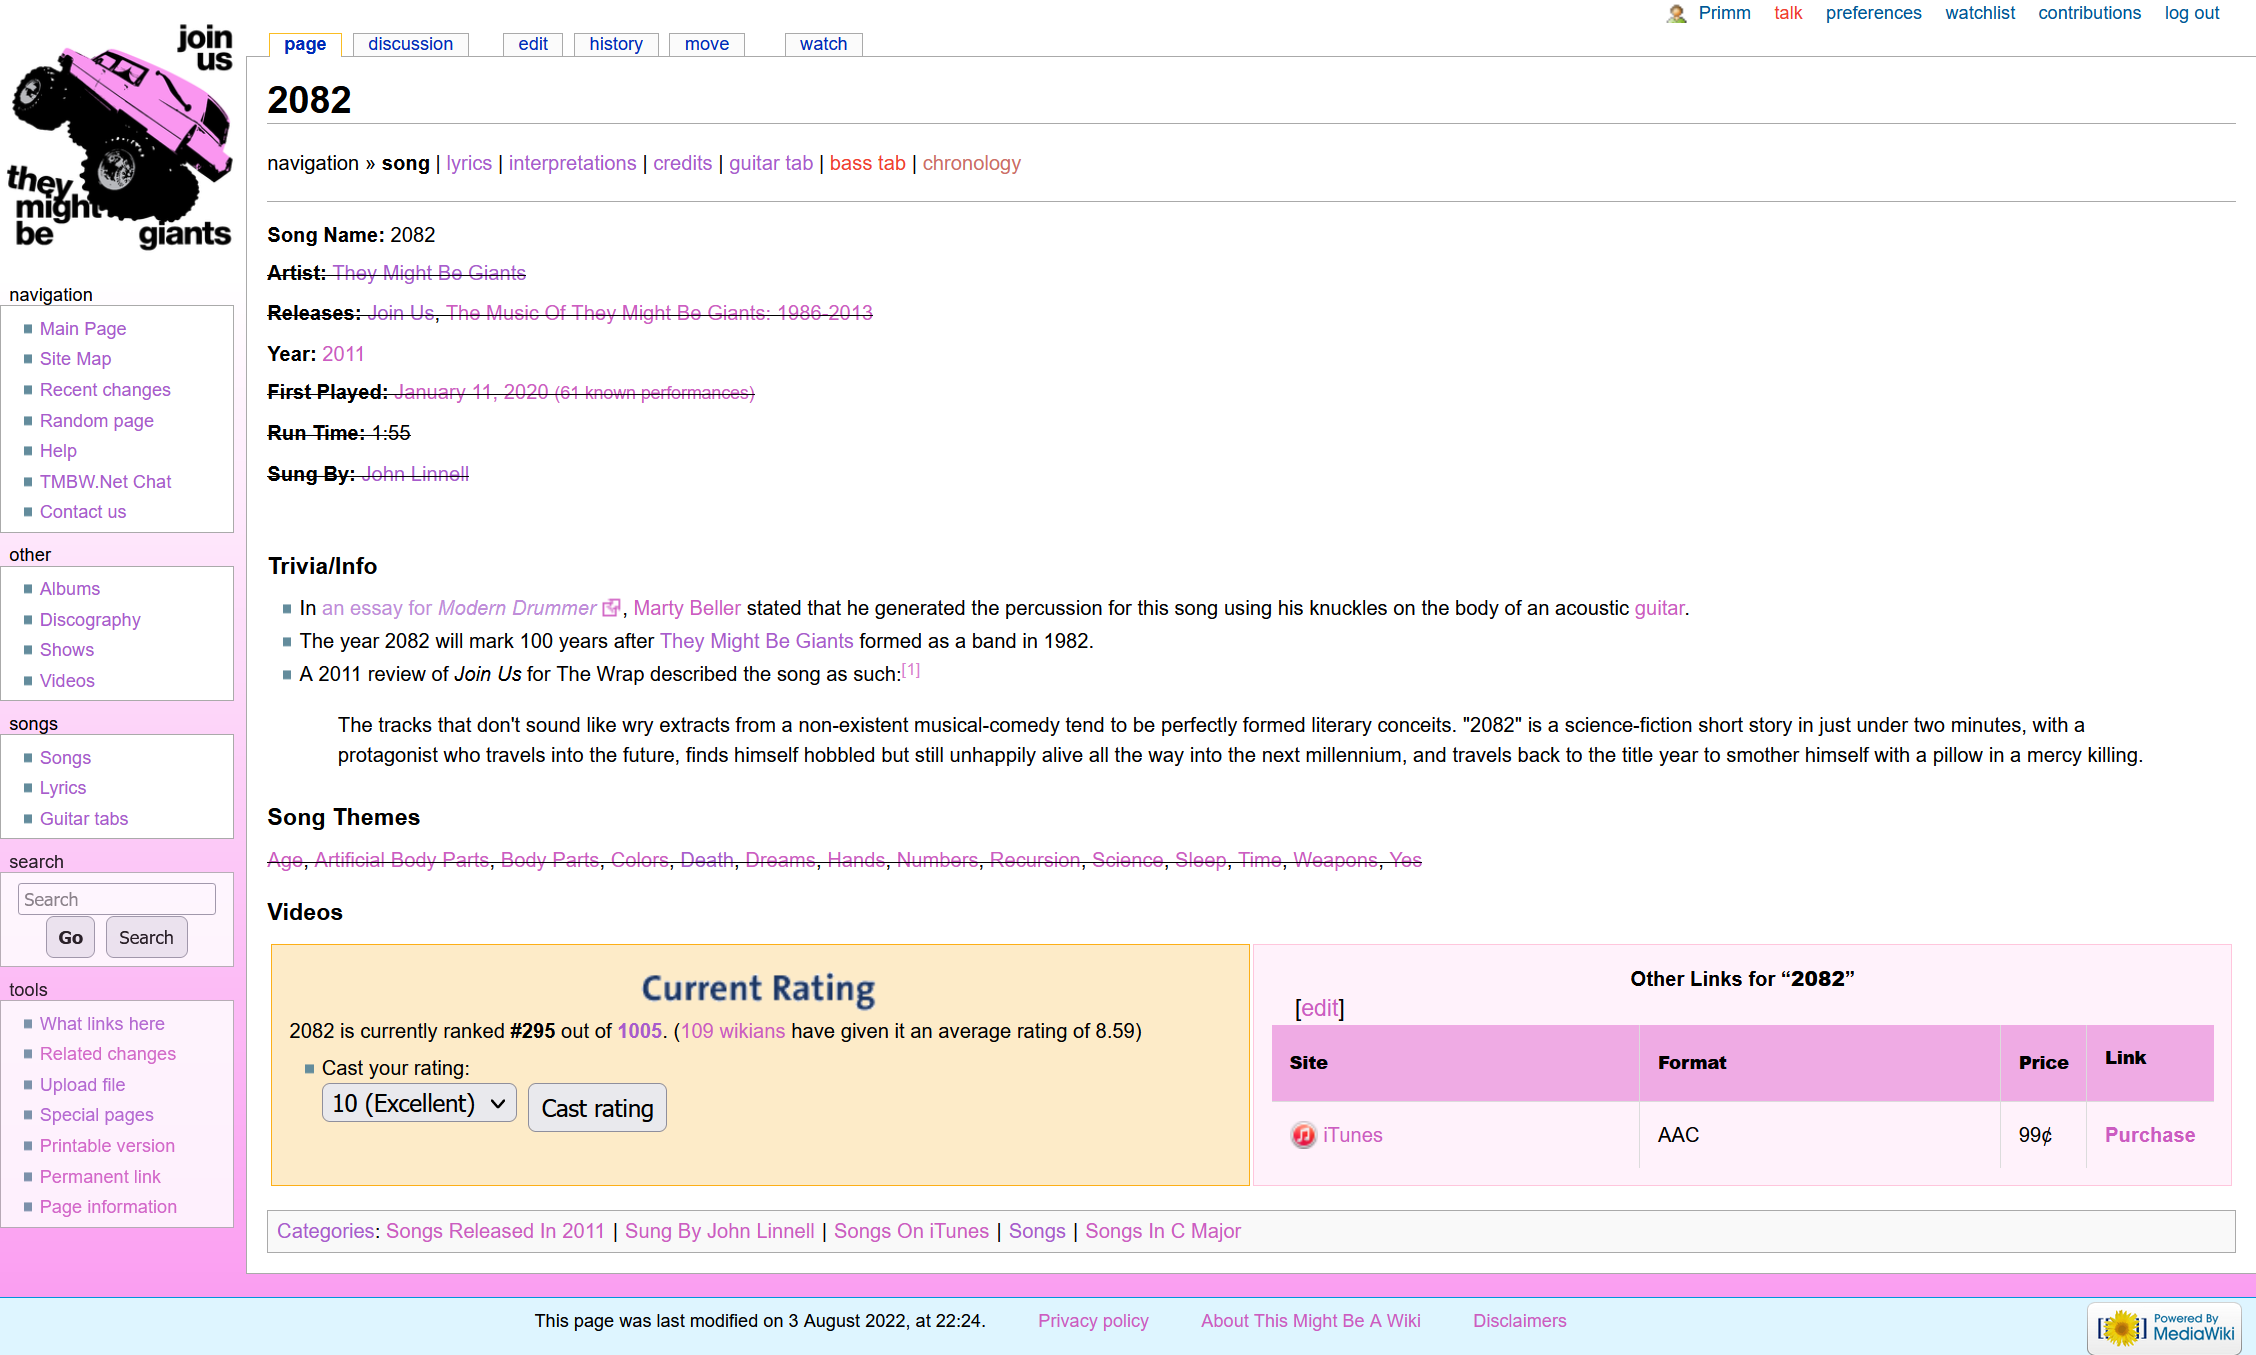 Primm talk preferences watchlist contributions log out
join
us
they
might
be giants
page discussion edit history move watch
2082
navigation » song | lyrics | interpretations | credits | guitar tab | bass tab | chronology
Song Name: 2082
Artist: They Might Be Giants
Releases: Join Us, The Music Of They Might Be Giants: 1986-2013
Year: 2011
First Played: January 11, 2020 (61 known performances)
Run Time: 1:55
Sung By: John Linnell
Trivia/Info
In an essay for Modern Drummer, Marty Beller stated that he generated the percussion for this song using his knuckles on the body of an acoustic guitar.
The year 2082 will mark 100 years after They Might Be Giants formed as a band in 1982.
A 2011 review of Join Us for The Wrap described the song as such:[1]
The tracks that don't sound like wry extracts from a non-existent musical-comedy tend to be perfectly formed literary conceits. "2082" is a science-fiction short story in just under two minutes, with a
protagonist who travels into the future, finds himself hobbled but still unhappily alive all the way into the next millennium, and travels back to the title year to smother himself with a pillow in a mercy killing.
Song Themes
Age, Artificial Body Parts, Body Parts, Colors, Death, Dreams, Hands, Numbers, Recursion, Science, Sleep, Time, Weapons, Yes
Videos
Current Rating
2082 is currently ranked #295 out of 1005. (109 wikians have given it an average rating of 8.59)
Cast your rating:
10 (Excellent) Cast rating
Other Links for “2082”
[edit]
Site Format Price Link
iTunes AAC 99¢ Purchase
Categories: Songs Released In 2011 | Sung By John Linnell | Songs On iTunes | Songs | Songs In C Major
navigation
Main Page
Site Map
Recent changes
Random page
Help
TMBW.Net Chat
Contact us
other
Albums
Discography
Shows
Videos
songs
Songs
Lyrics
Guitar tabs
search
Search
Go Search
tools
What links here
Related changes
Upload file
Special pages
Printable version
Permanent link
Page information
This page was last modified on 3 August 2022, at 22:24. Privacy policy About This Might Be A Wiki Disclaimers
Powered By
MediaWiki